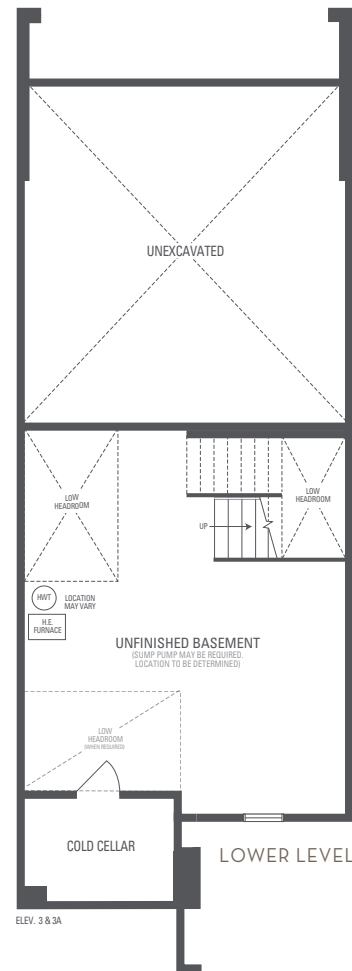 UNEXCAVATED
LOW
HEADROOM
LOW
HEADROOM
UP
HWT
LOCATION
MAY VARY
H.E.
FURNACE
UNFINISHED BASEMENT
(SUMP PUMP MAY BE REQUIRED.
LOCATION TO BE DETERMINED)
LOW
HEADROOM
(WHEN REQUIRED)
COLD CELLAR
LOWER LEVEL
ELEV. 3 & 3A